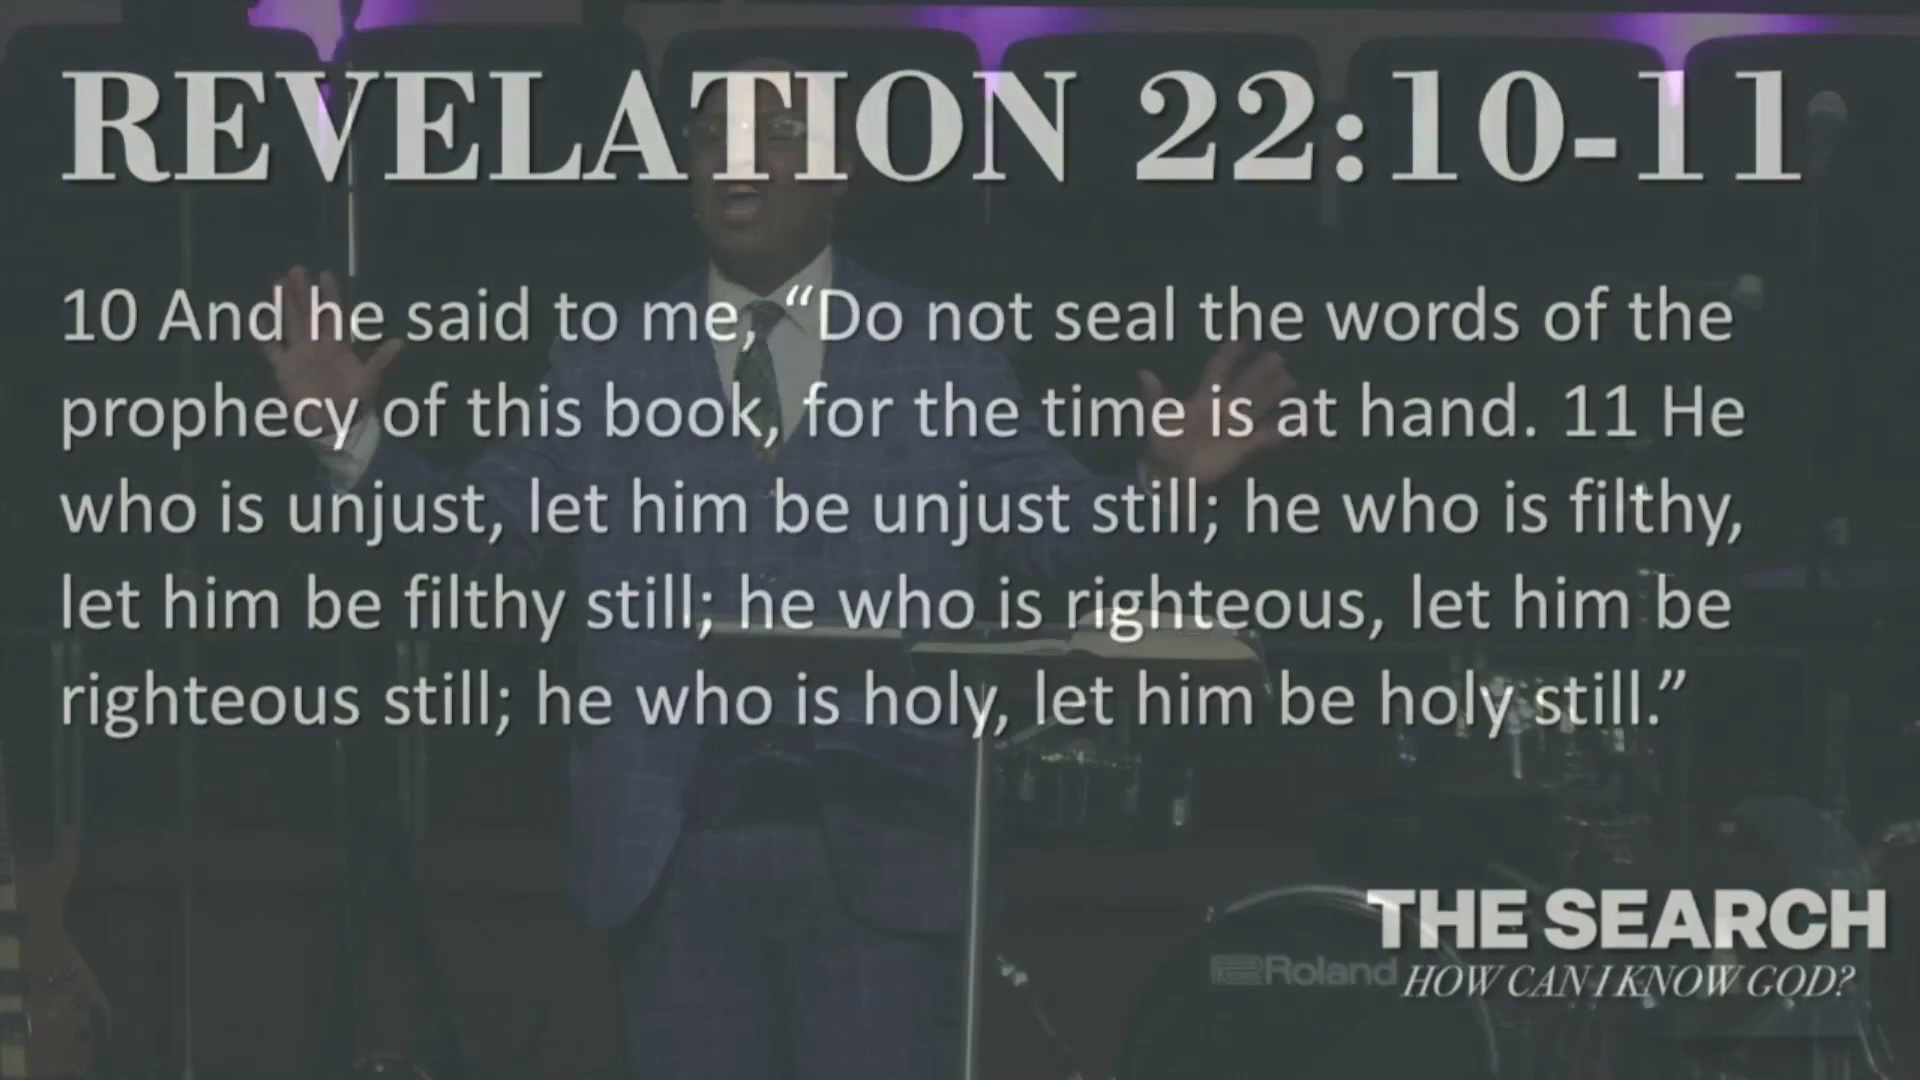 REVELATION 22:10-11
10 And he said to me, “Do not seal the words of the
prophecy of this book, for the time is at hand. 11 He
who is unjust, let him be unjust still; he who is filthy,
let him be filthy still; he who is righteous, let him be
righteous still; he who is holy, let him be holy still.”
THE SEARCH
Roland
HOW CAN I KNOW GOD?